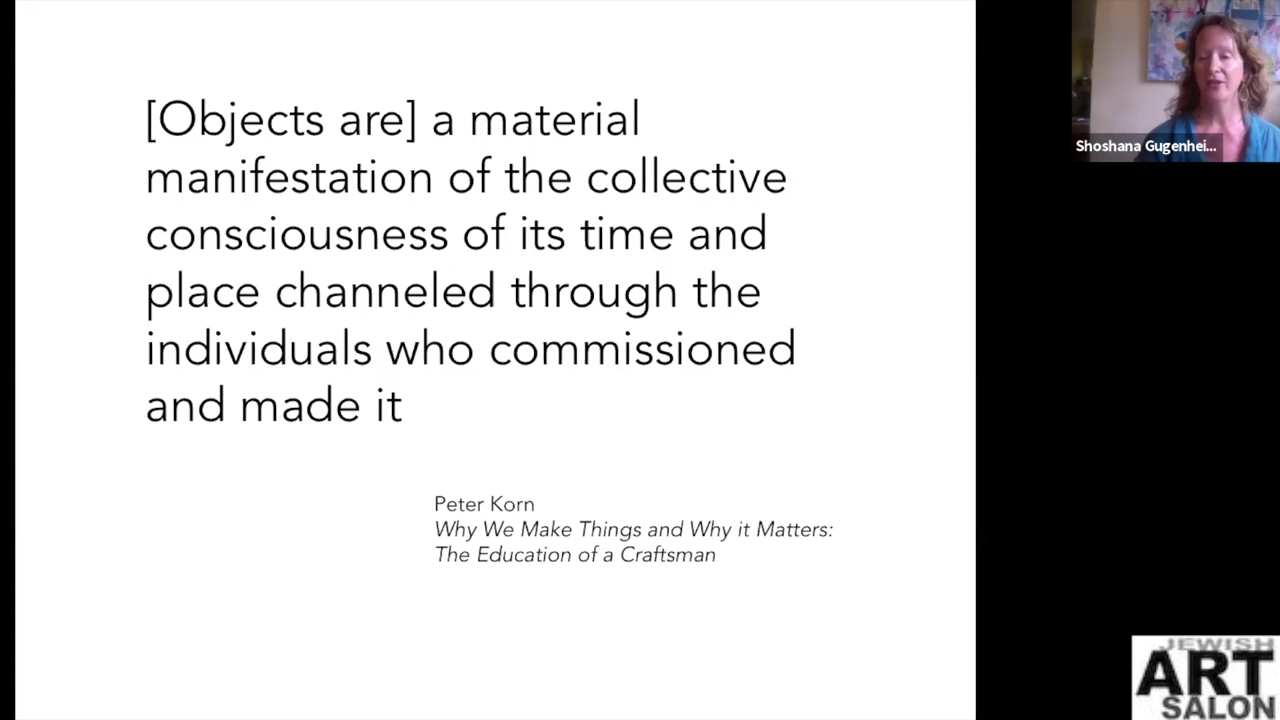 [Objects are] a material
manifestation of the collective
consciousness of its time and
place channeled through the
individuals who commissioned
and made it
Peter Korn
Why We Make Things and Why it Matters:
The Education of a Craftsman
Shoshana Gugenhei...
JEWISH
ART
SALON